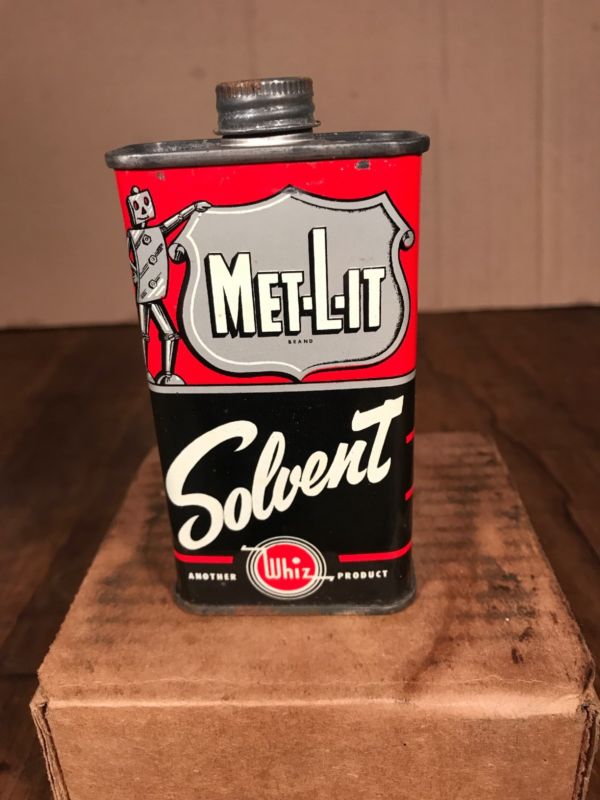 MET-L-IT
BRAND
Solvent
ANOTHER Whiz PRODUCT